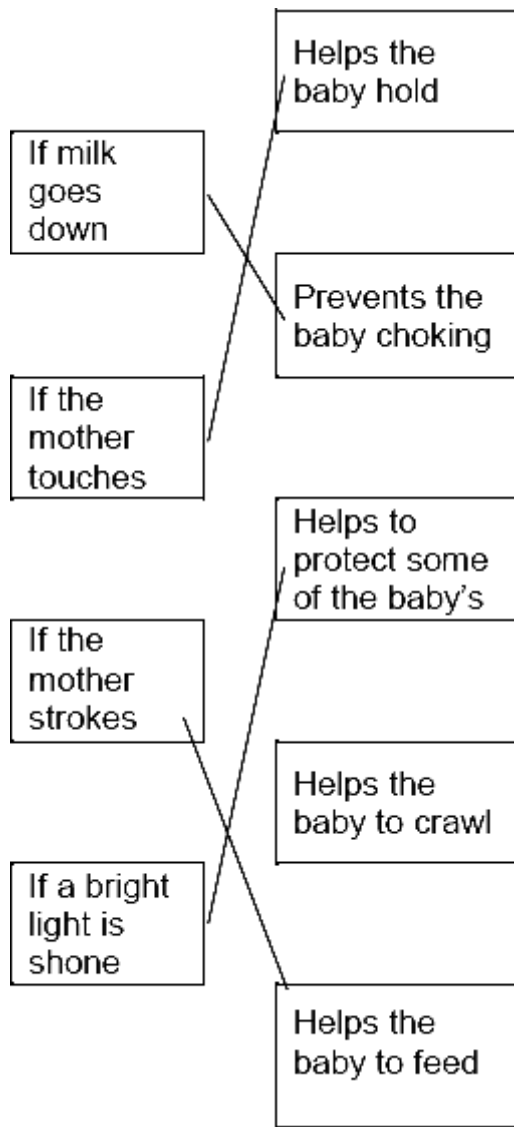 Helps the
baby hold
If milk
goes
down
Prevents the
baby choking
If the
mother
touches
Helps to
protect some
of the baby's
If the
mother
strokes
Helps the
baby to crawl
If a bright
light is
shone
Helps the
baby to feed